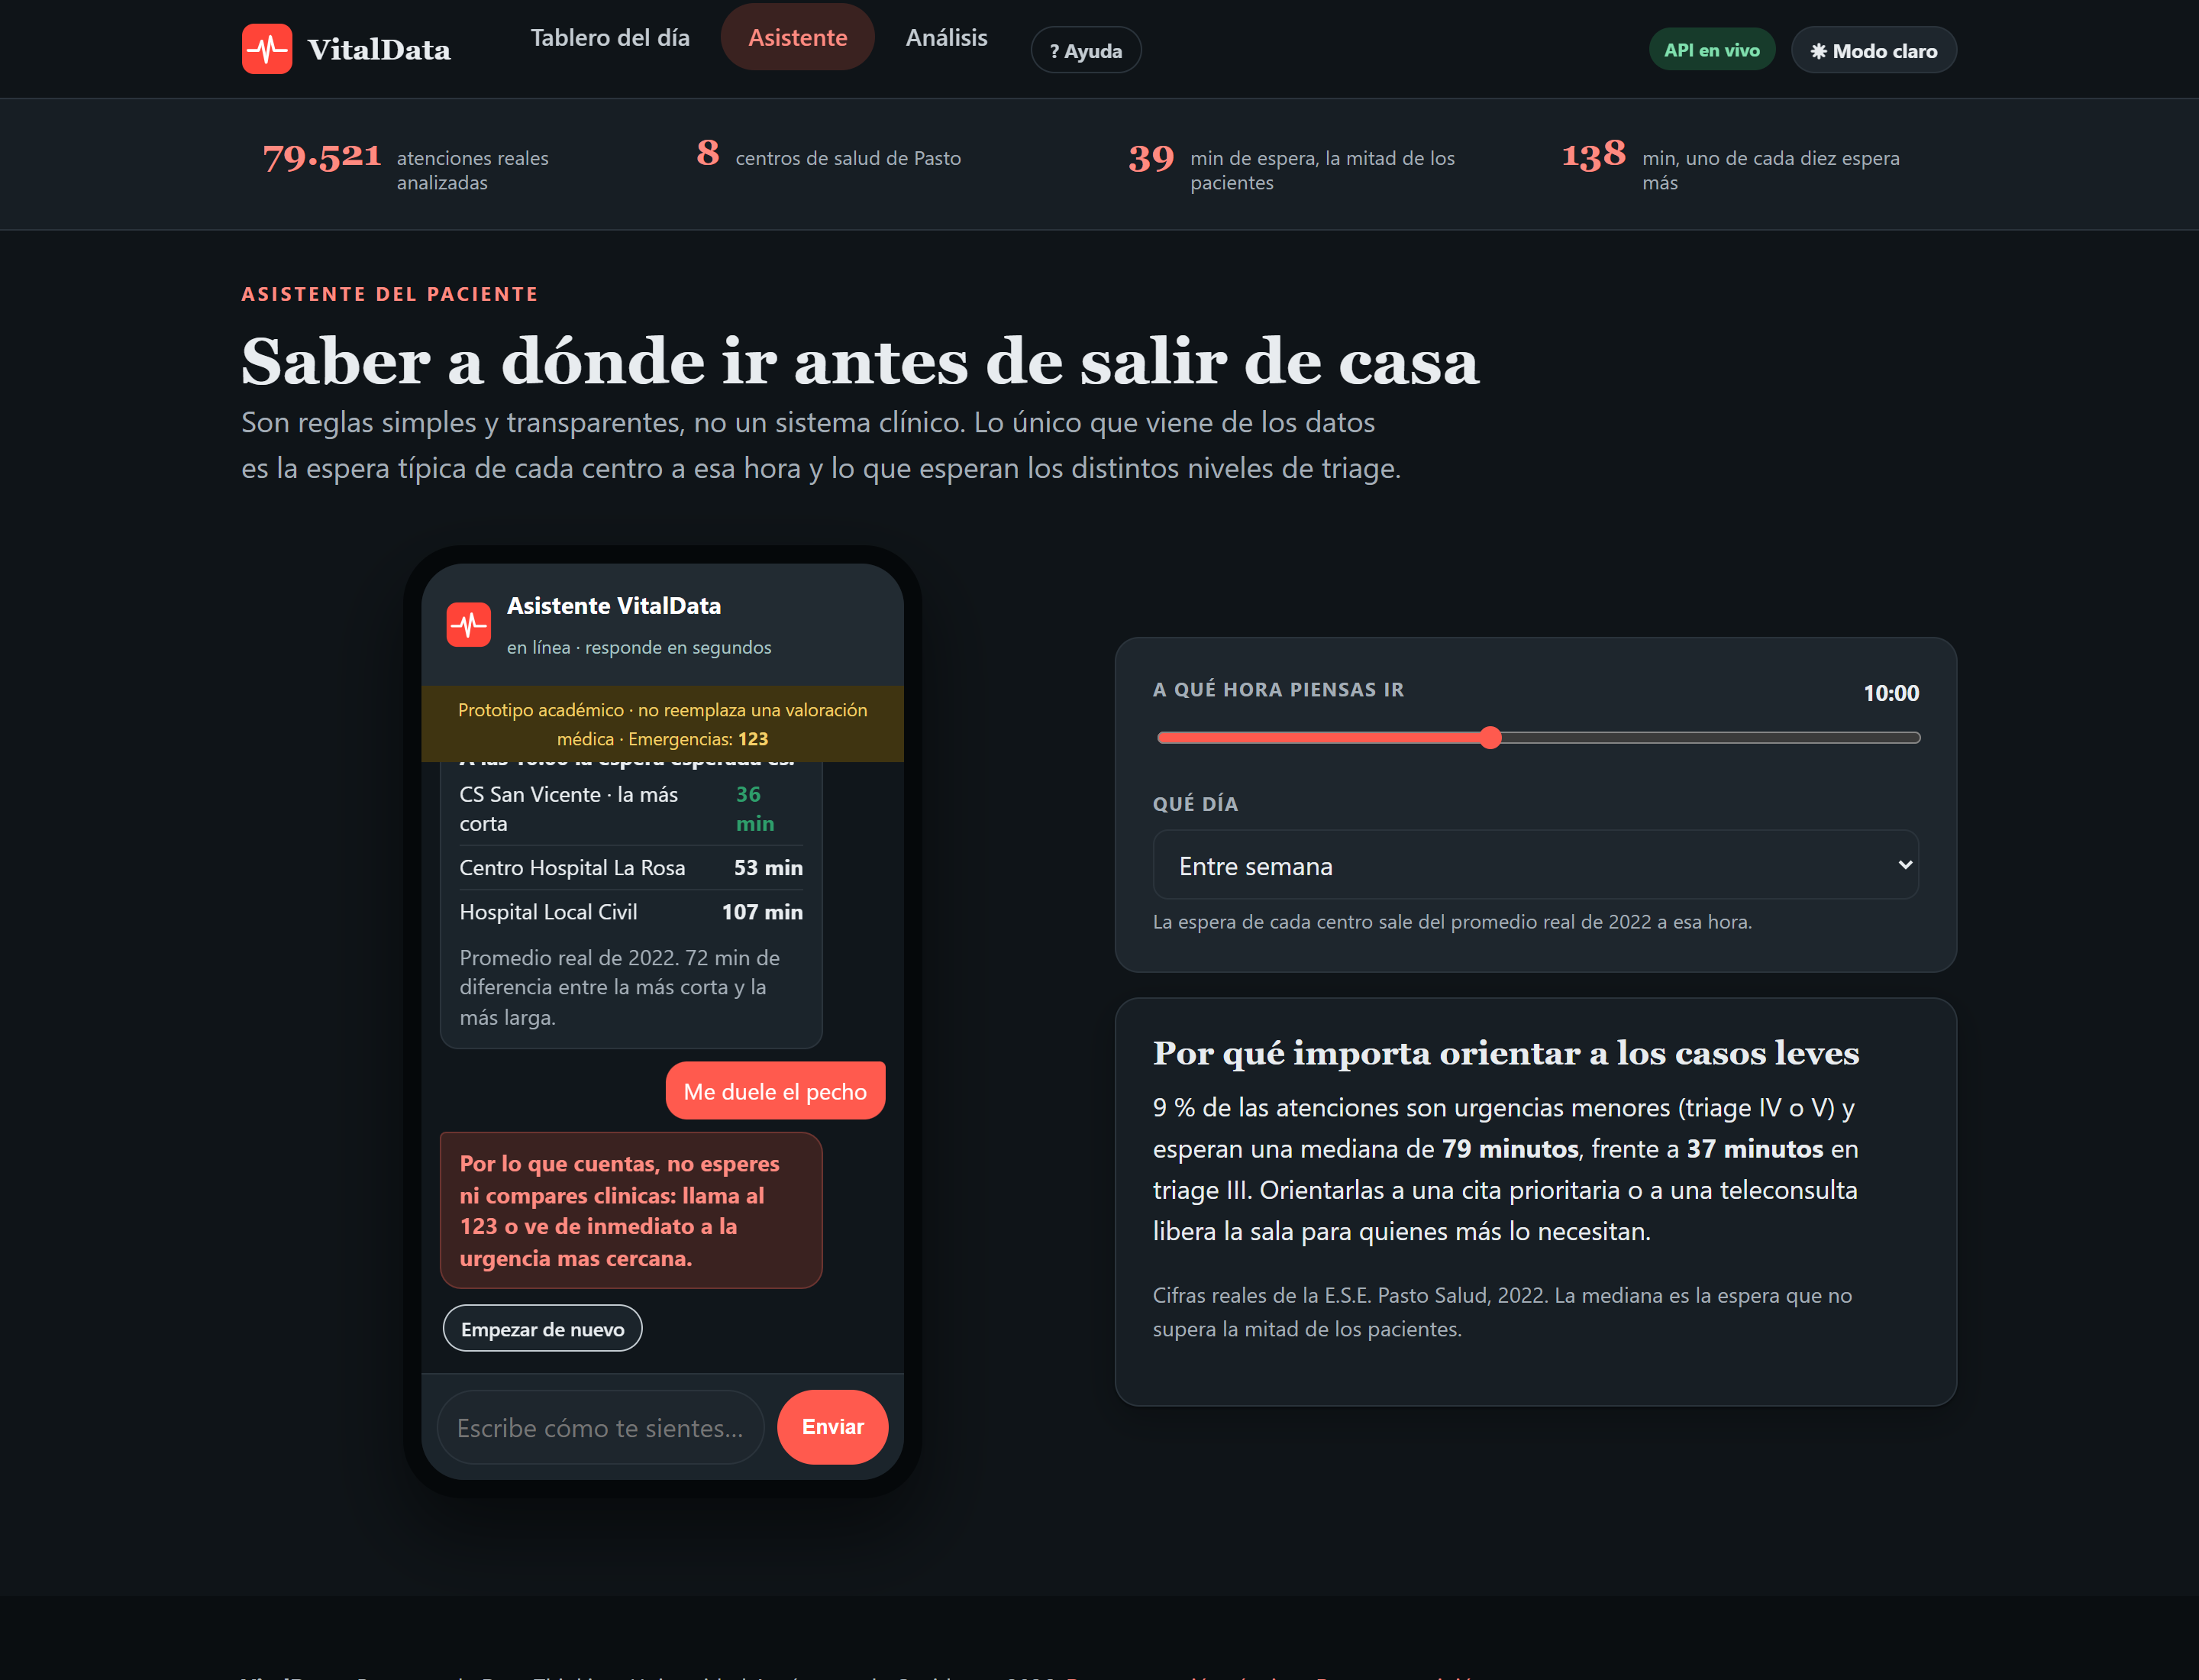 VitalData
Tablero del día
Asistente
Análisis
? Ayuda
API en vivo
Modo claro
79.521 atenciones reales
analizadas
8 centros de salud de Pasto
39 min de espera, la mitad de los
pacientes
138 min, uno de cada diez espera
más
ASISTENTE DEL PACIENTE
Saber a dónde ir antes de salir de casa
Son reglas simples y transparentes, no un sistema clínico. Lo único que viene de los datos
es la espera típica de cada centro a esa hora y lo que esperan los distintos niveles de triage.
Asistente VitalData
en línea · responde en segundos
Prototipo académico · no reemplaza una valoración
médica · Emergencias: 123
A las 10:00 la espera esperada es:
CS San Vicente · la más 36
corta min
Centro Hospital La Rosa 53 min
Hospital Local Civil 107 min
Promedio real de 2022. 72 min de
diferencia entre la más corta y la
más larga.
Me duele el pecho
Por lo que cuentas, no esperes
ni compares clinicas: llama al
123 o ve de inmediato a la
urgencia mas cercana.
Empezar de nuevo
Escribe cómo te sientes...
Enviar
A QUÉ HORA PIENSAS IR 10:00
QUÉ DÍA
Entre semana
La espera de cada centro sale del promedio real de 2022 a esa hora.
Por qué importa orientar a los casos leves
9 % de las atenciones son urgencias menores (triage IV o V) y
esperan una mediana de 79 minutos, frente a 37 minutos en
triage III. Orientarlas a una cita prioritaria o a una teleconsulta
libera la sala para quienes más lo necesitan.
Cifras reales de la E.S.E. Pasto Salud, 2022. La mediana es la espera que no
supera la mitad de los pacientes.